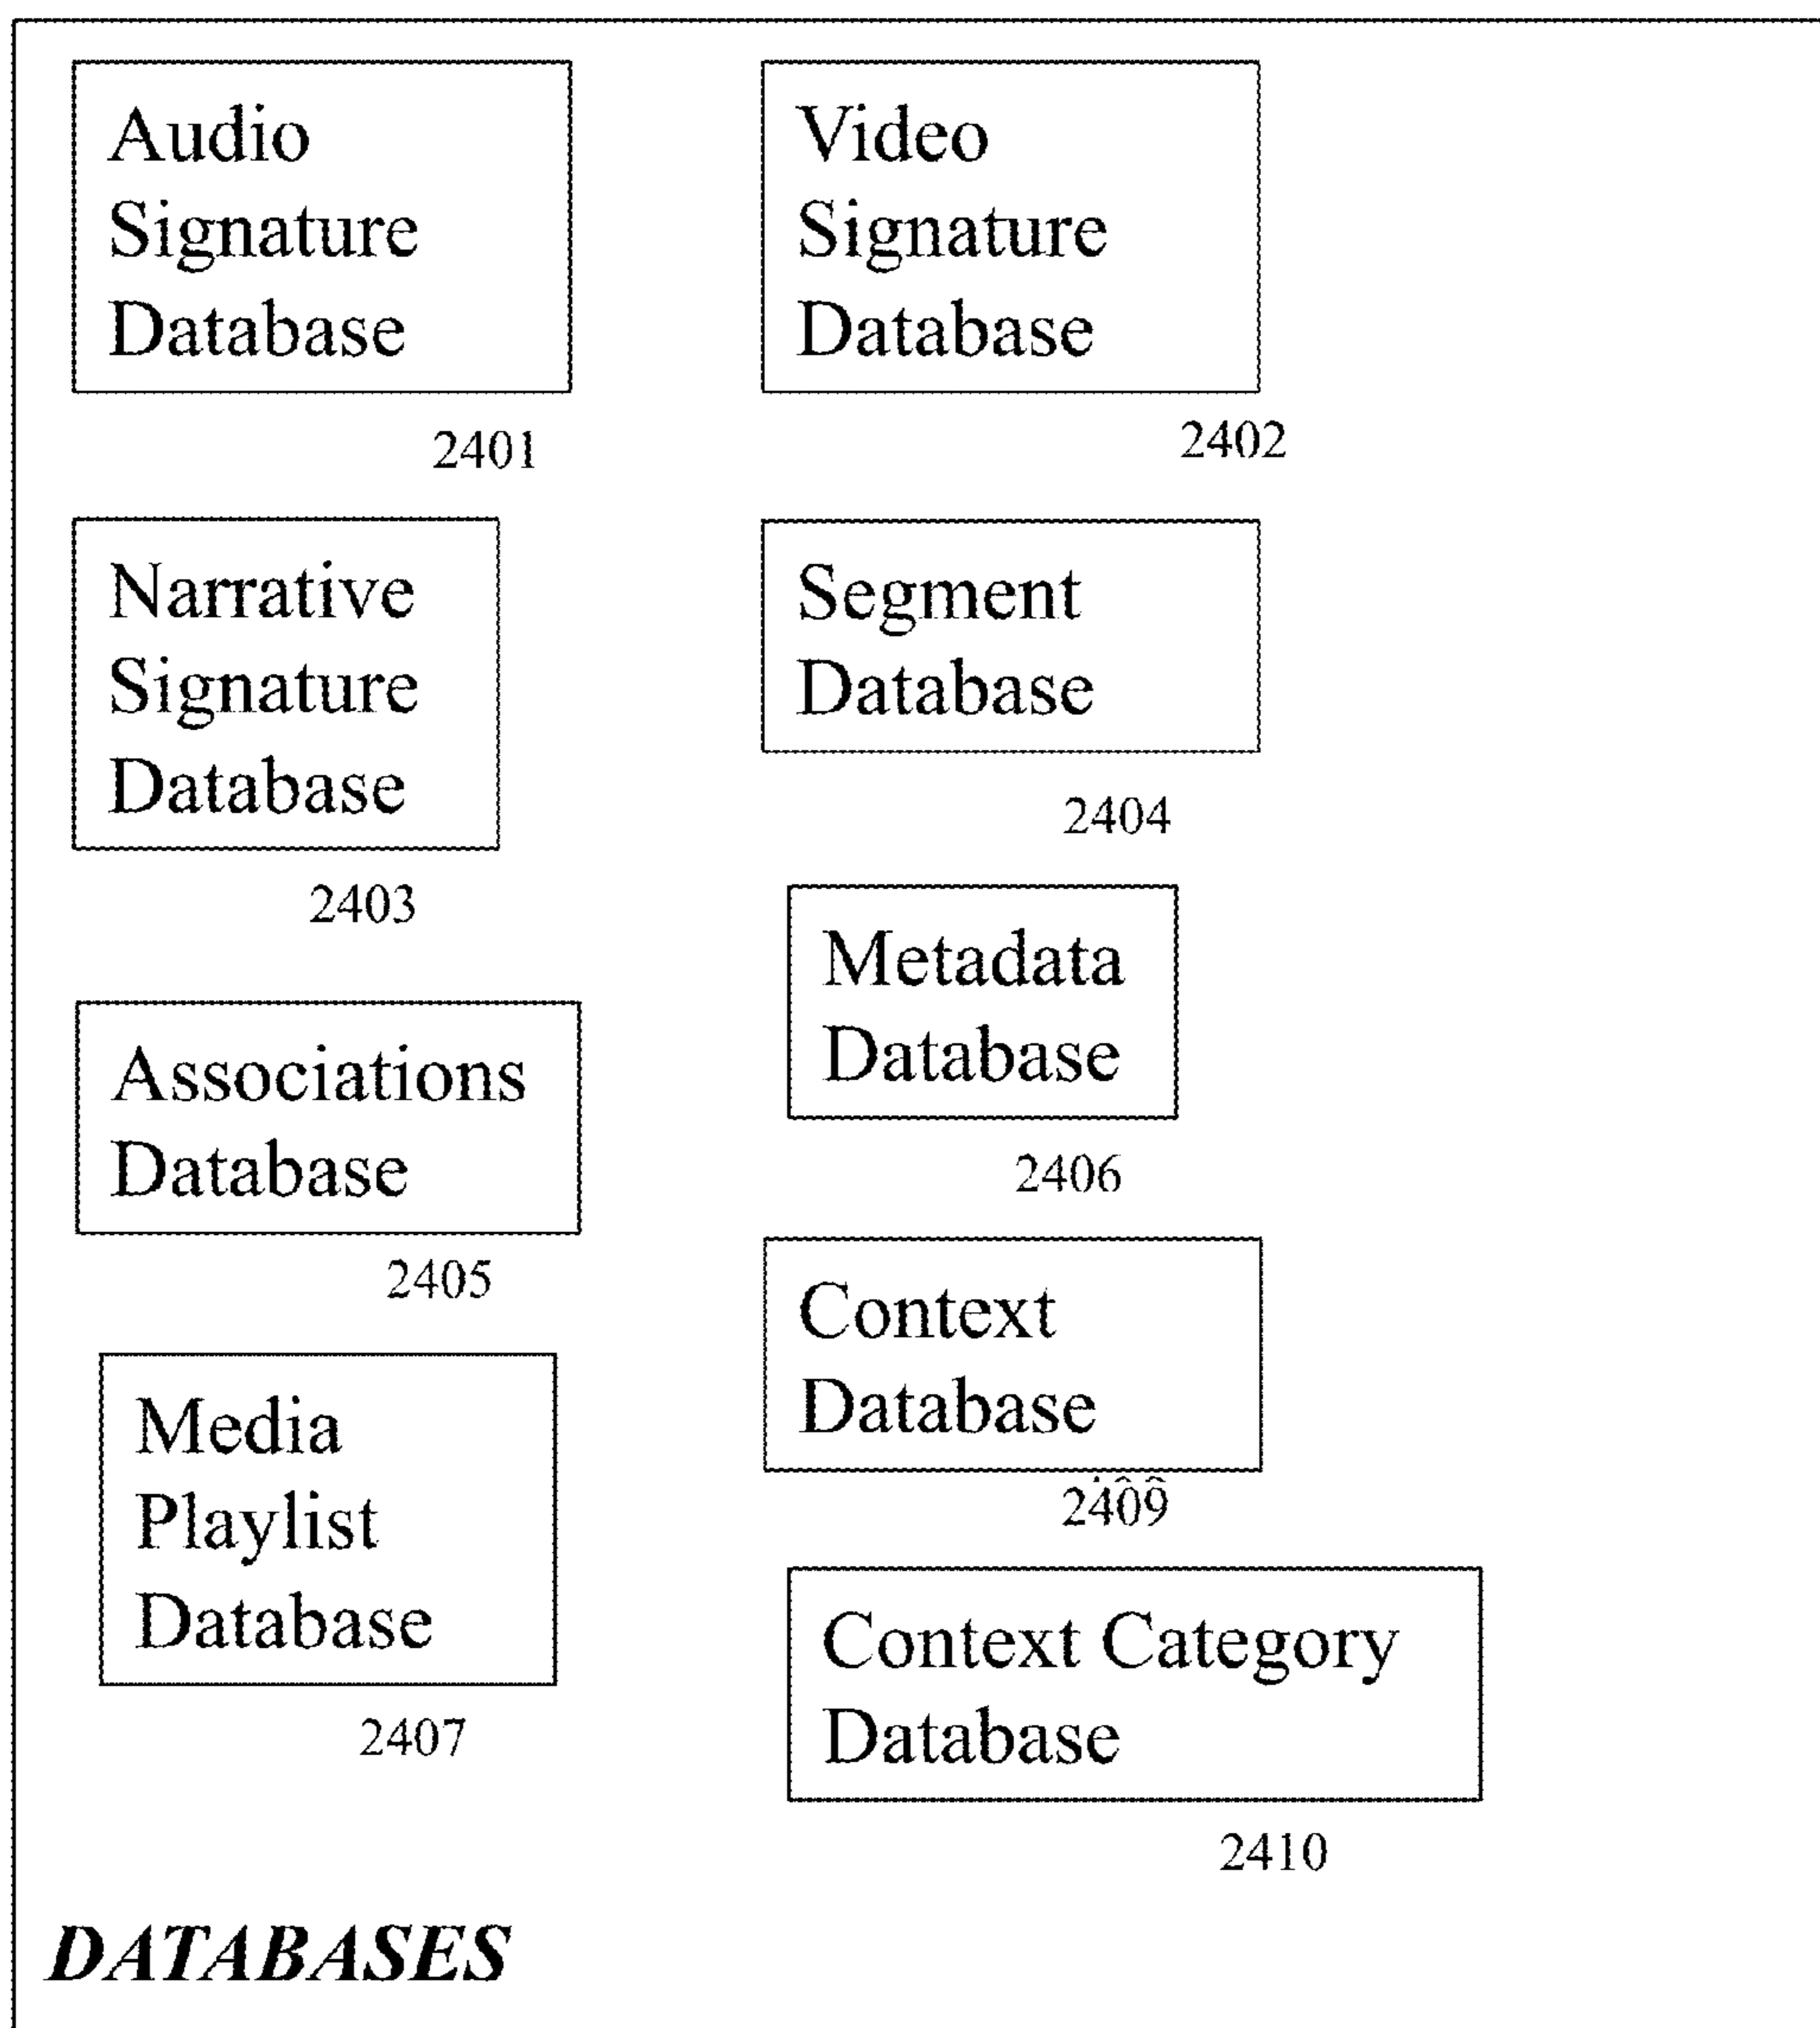 Audio
Signature
Database
2401
Video
Signature
Database
2402
Narrative
Signature
Database
2403
Segment
Database
2404
Associations
Database
2405
Metadata
Database
2406
Media
Playlist
Database
2407
Context
Database
2409
Context Category
Database
2410
DATABASES